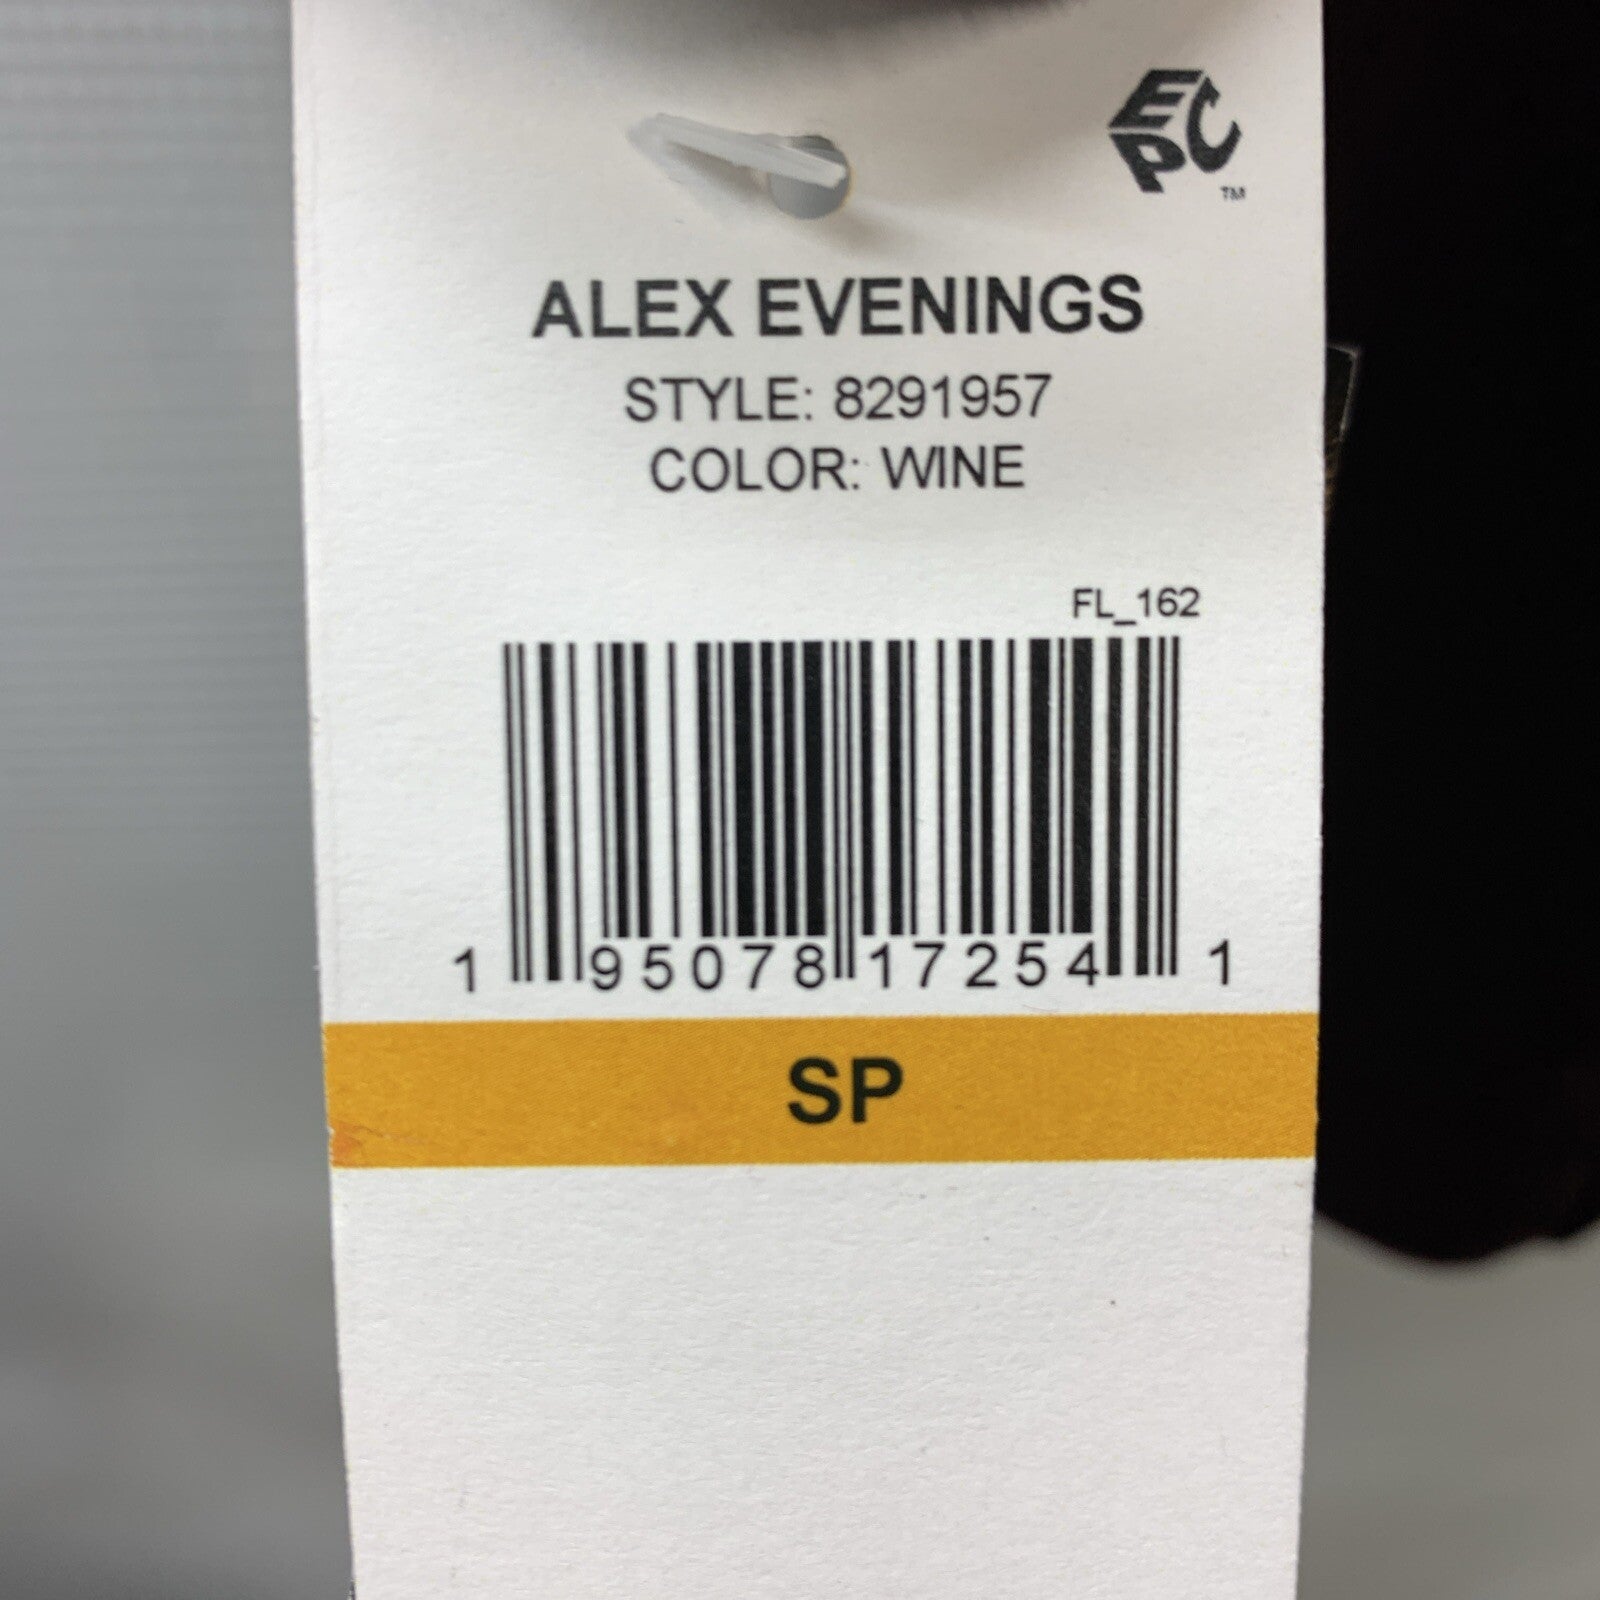 EPC
TM
ALEX EVENINGS
STYLE: 8291957
COLOR: WINE
FL_162
1 95078 17254 1
SP